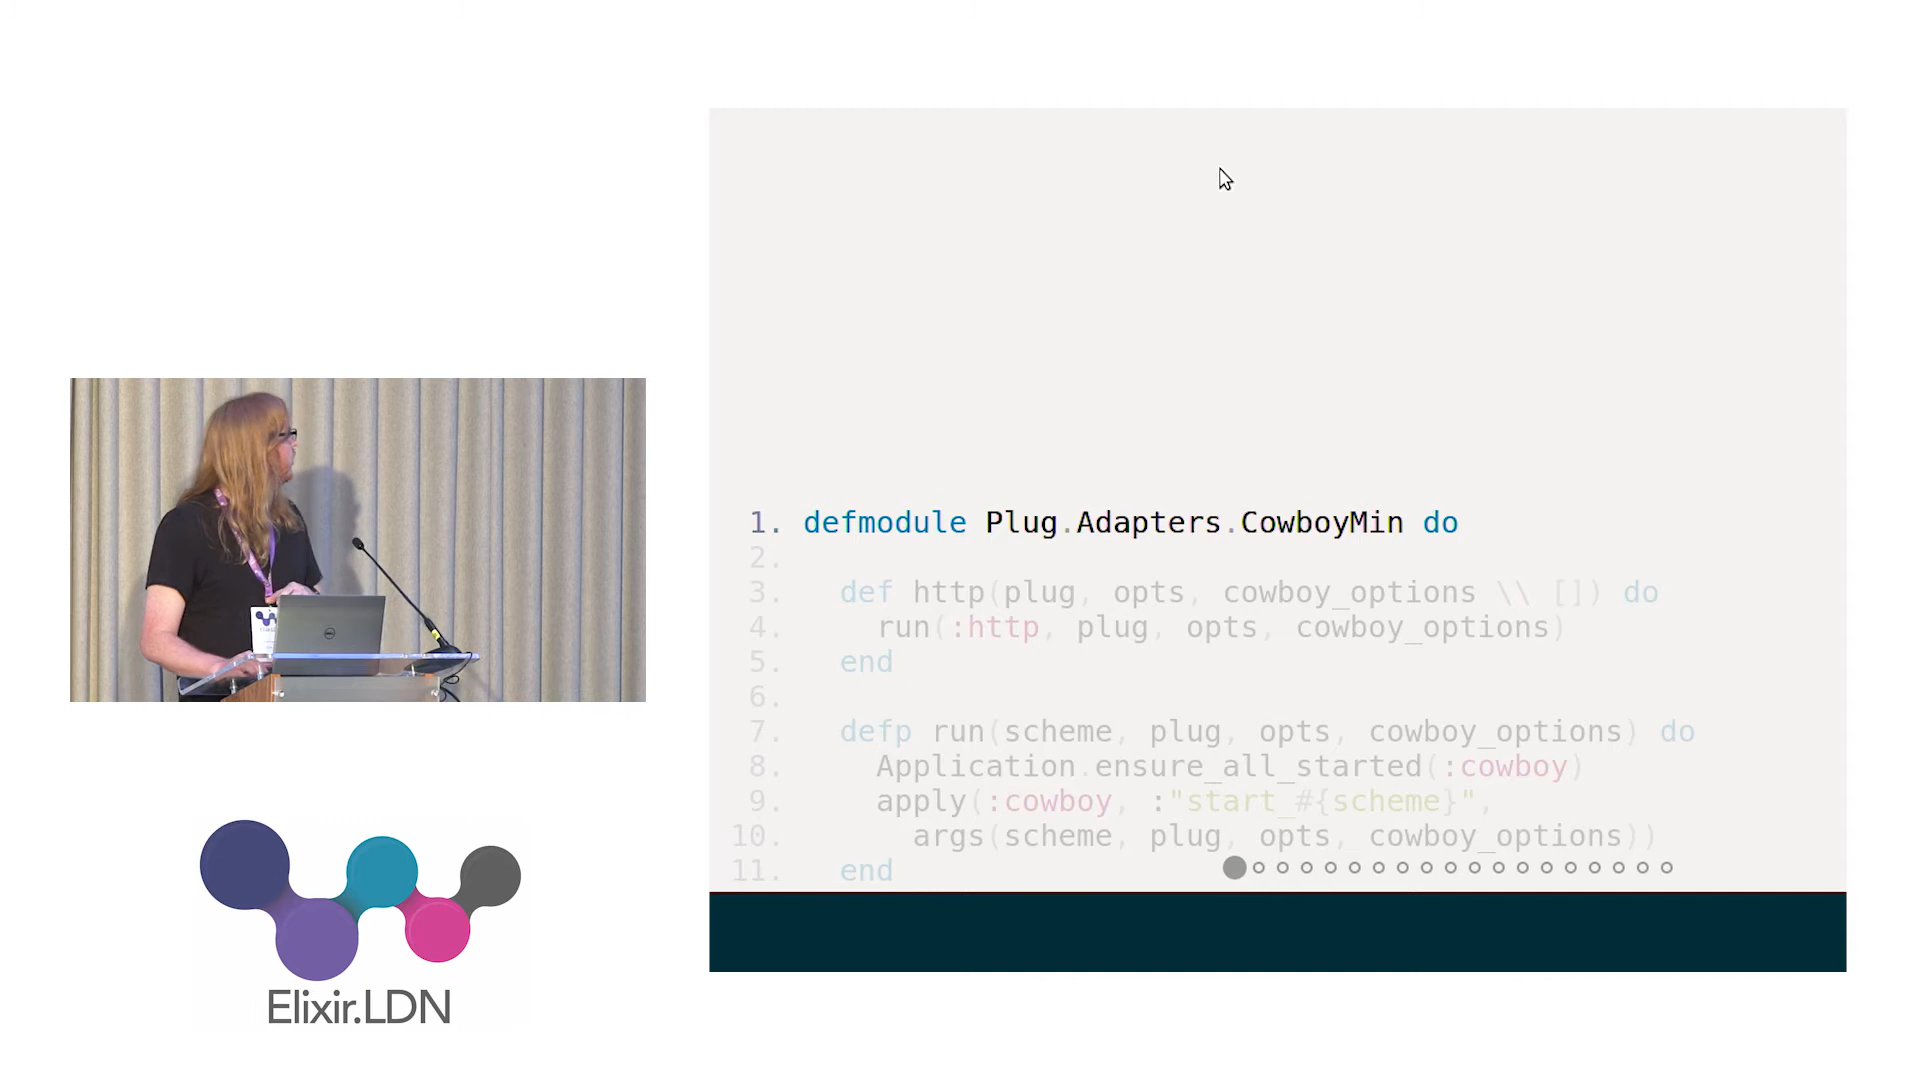 1. defmodule Plug.Adapters.CowboyMin do
2.
3. def http(plug, opts, cowboy_options \\ []) do
4. run(:http, plug, opts, cowboy_options)
5. end
6.
7. defp run(scheme, plug, opts, cowboy_options) do
8. Application.ensure_all_started(:cowboy)
9. apply(:cowboy, :"start_#{scheme}",
10. args(scheme, plug, opts, cowboy_options))
11. end
Elixir.LDN